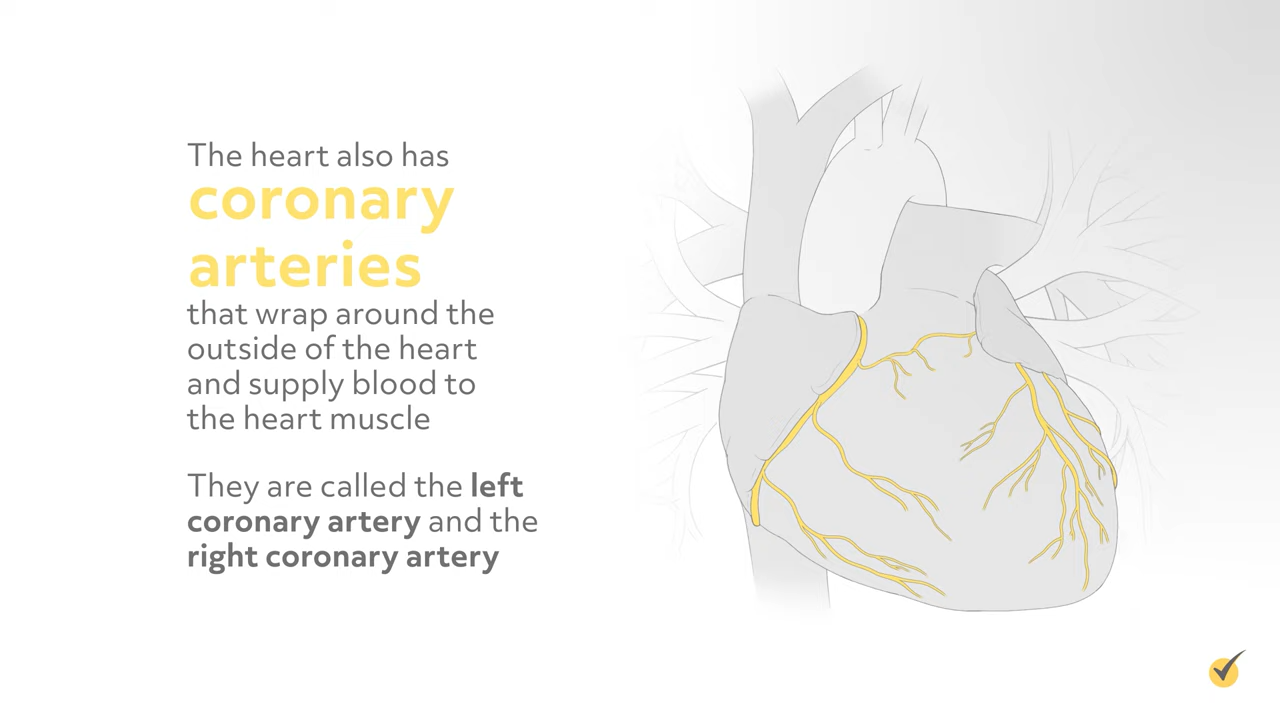 The heart also has
coronary
arteries
that wrap around the
outside of the heart
and supply blood to
the heart muscle
They are called the left
coronary artery and the
right coronary artery